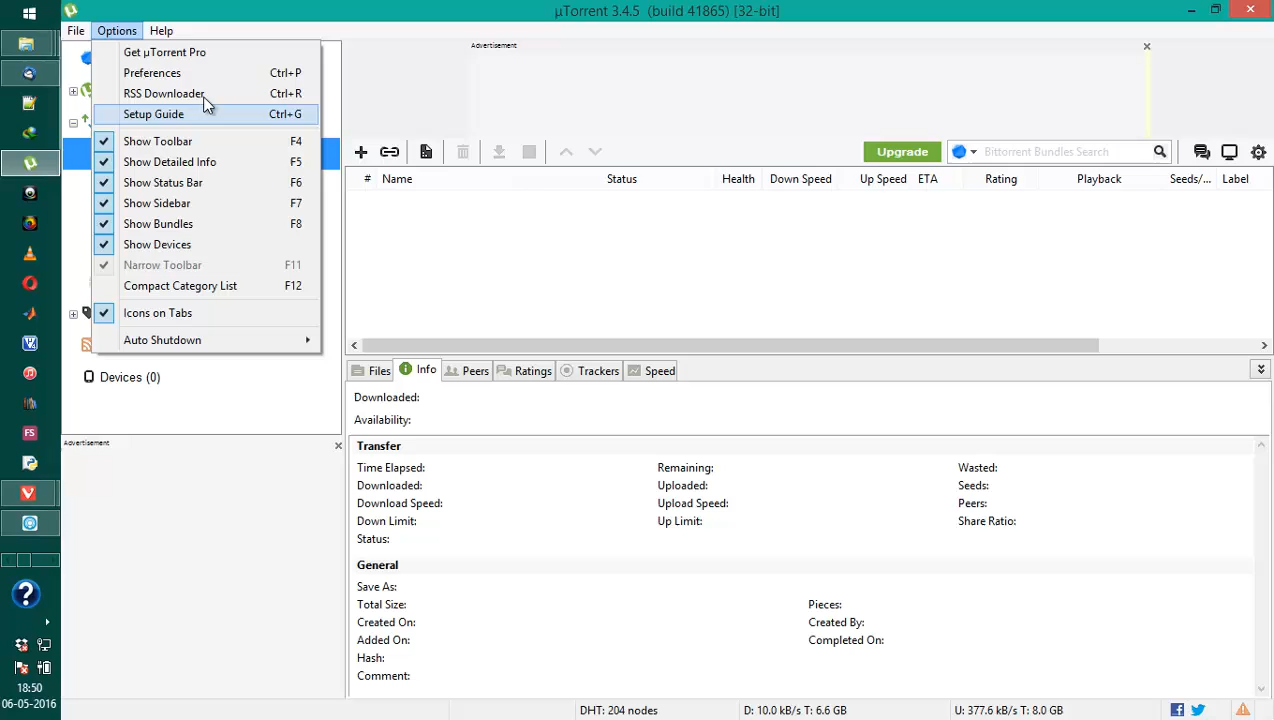 µTorrent 3.4.5 (build 41865) [32-bit]
File Options Help
Get µTorrent Pro
Preferences Ctrl+P
RSS Downloader Ctrl+R
Setup Guide Ctrl+G
Show Toolbar F4
Show Detailed Info F5
Show Status Bar F6
Show Sidebar F7
Show Bundles F8
Show Devices
Narrow Toolbar F11
Compact Category List F12
Icons on Tabs
Auto Shutdown
Devices (0)
Advertisement
Advertisement
Upgrade Bittorrent Bundles Search
# Name Status Health Down Speed Up Speed ETA Rating Playback Seeds/... Label
Files Info Peers Ratings Trackers Speed
Downloaded:
Availability:
Transfer
Time Elapsed: Remaining: Wasted:
Downloaded: Uploaded: Seeds:
Download Speed: Upload Speed: Peers:
Down Limit: Up Limit: Share Ratio:
Status:
General
Save As:
Total Size: Pieces:
Created On: Created By:
Added On: Completed On:
Hash:
Comment:
DHT: 204 nodes D: 10.0 kB/s T: 6.6 GB U: 377.6 kB/s T: 8.0 GB
FS
18:50
06-05-2016